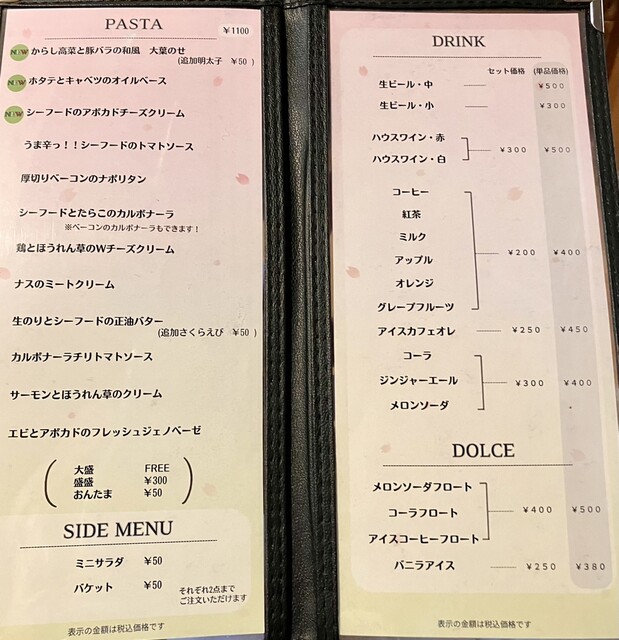 PASTA
¥1100
NEW からし高菜と豚バラの和風 大葉のせ
(追加明太子 ¥50 )
NEW ホタテとキャベツのオイルベース
NEW シーフードのアボカドチーズクリーム
うま辛っ！！シーフードのトマトソース
厚切りベーコンのナポリタン
シーフードとたらこのカルボナーラ
※ベーコンのカルボナーラもできます！
鶏とほうれん草のWチーズクリーム
ナスのミートクリーム
生のりとシーフードの正油バター
(追加さくらえび ¥50 )
カルボナーラチリトマトソース
サーモンとほうれん草のクリーム
エビとアボカドのフレッシュジェノベーゼ
大盛 FREE
盛盛 ¥300
おんたま ¥50
SIDE MENU
ミニサラダ ¥50
バケット ¥50
それぞれ2点まで
ご注文いただけます
表示の金額は税込価格です
DRINK
セット価格 (単品価格)
生ビール・中 ¥500
生ビール・小 ¥300
ハウスワイン・赤
ハウスワイン・白
¥300 ¥500
コーヒー
紅茶
ミルク
アップル
オレンジ
グレープフルーツ
¥200 ¥400
アイスカフェオレ ¥250 ¥450
コーラ
ジンジャーエール
メロンソーダ
¥300 ¥400
DOLCE
メロンソーダフロート
コーラフロート
アイスコーヒーフロート
¥400 ¥500
バニラアイス ¥250 ¥380
表示の金額は税込価格です